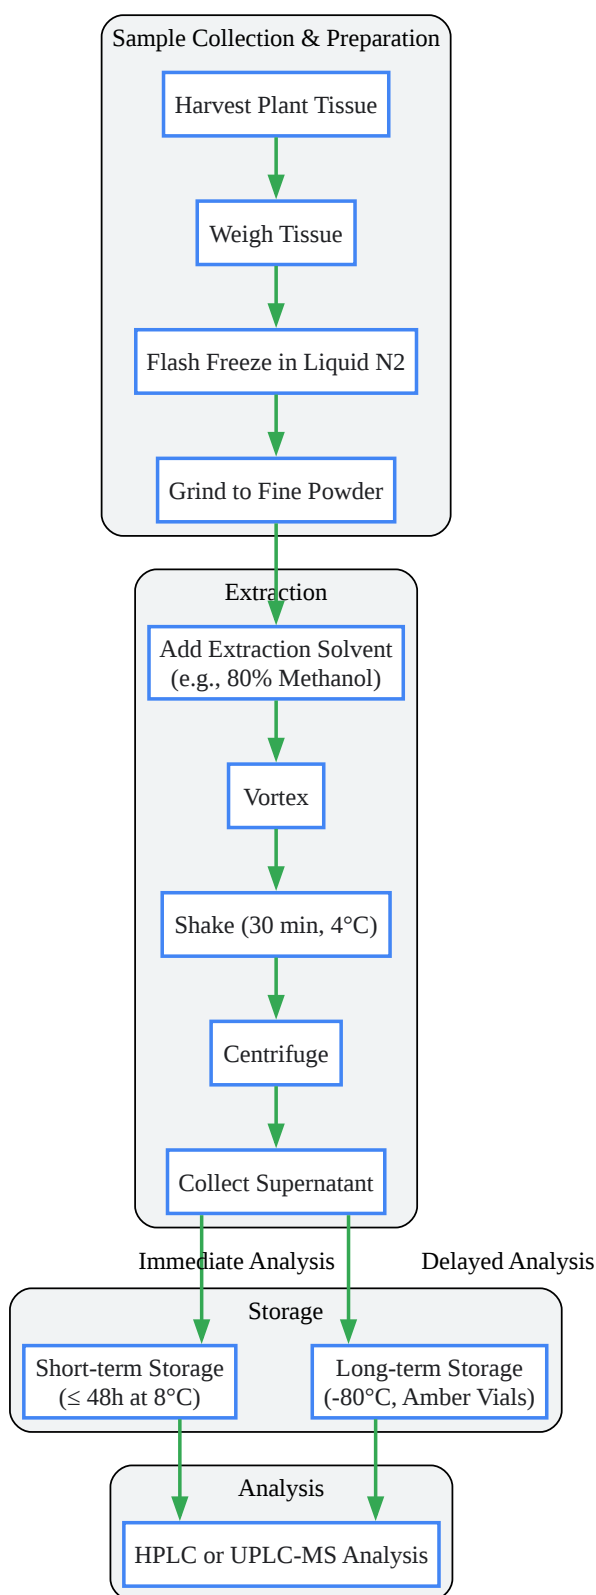 Sample Collection & Preparation
Harvest Plant Tissue
Weigh Tissue
Flash Freeze in Liquid N2
Grind to Fine Powder
Extraction
Add Extraction Solvent
(e.g., 80% Methanol)
Vortex
Shake (30 min, 4°C)
Centrifuge
Collect Supernatant
Immediate Analysis
Delayed Analysis
Storage
Short-term Storage
(≤ 48h at 8°C)
Long-term Storage
(-80°C, Amber Vials)
Analysis
HPLC or UPLC-MS Analysis